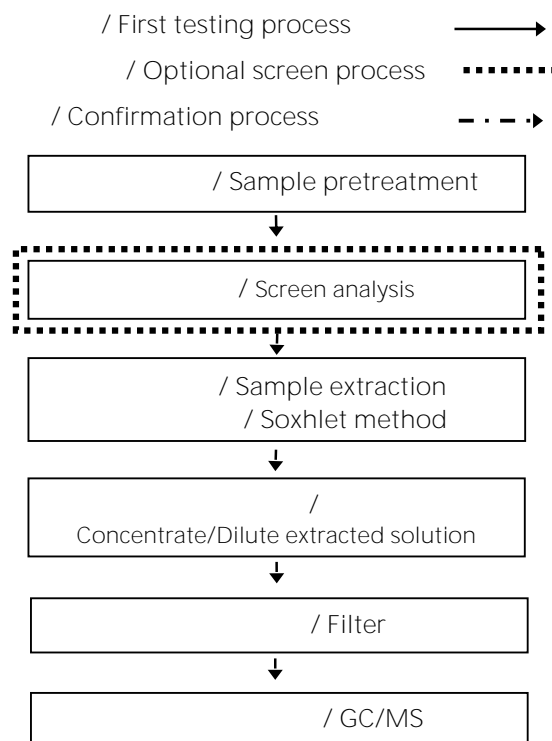 / First testing process
/ Optional screen process
/ Confirmation process
/ Sample pretreatment
/ Screen analysis
/ Sample extraction
/ Soxhlet method
/
Concentrate/Dilute extracted solution
/ Filter
/ GC/MS